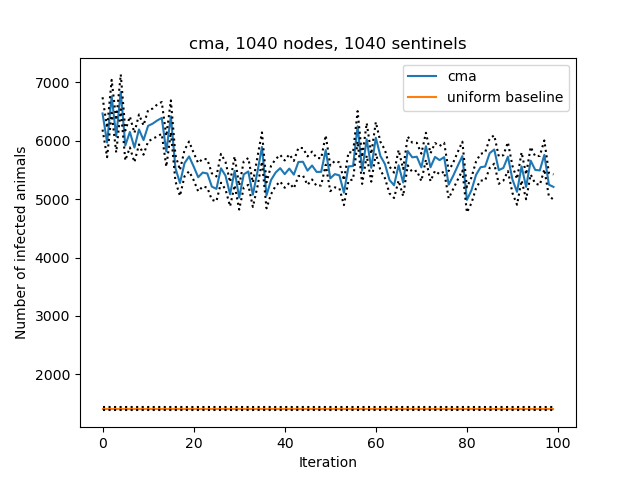 cma, 1040 nodes, 1040 sentinels
cma
uniform baseline
Number of infected animals
7000
6000
5000
4000
3000
2000
0
20
40
60
80
100
Iteration